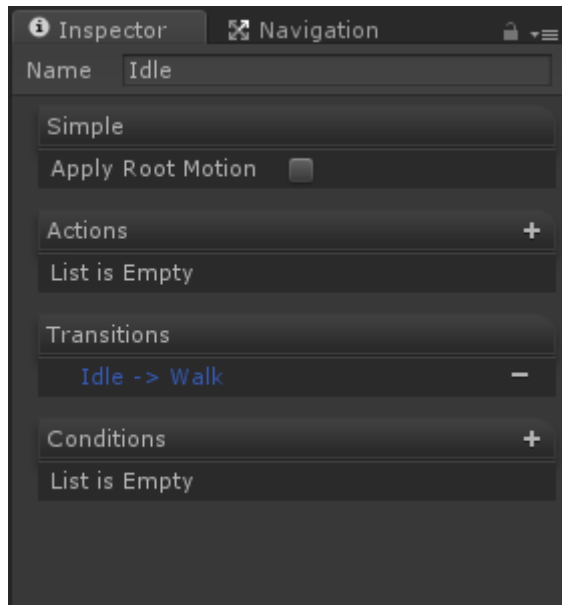 Inspector Navigation
Name Idle
Simple
Apply Root Motion
Actions +
List is Empty
Transitions
Idle -> Walk −
Conditions +
List is Empty